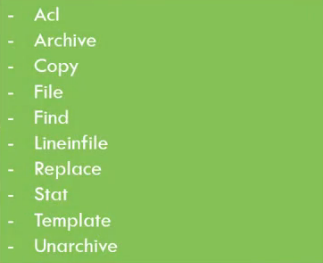 - Acl
- Archive
- Copy
- File
- Find
- Lineinfile
- Replace
- Stat
- Template
- Unarchive